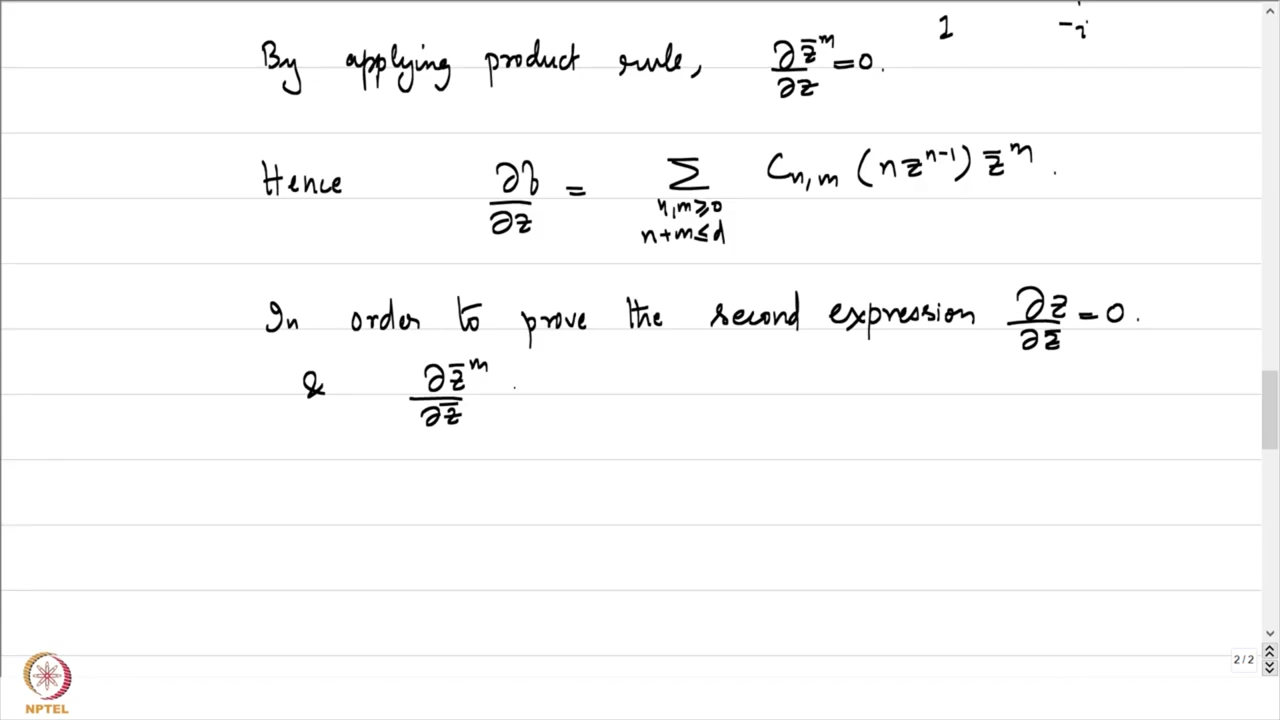 1 -i
By applying product rule, ∂z̄^m/∂z = 0.
Hence ∂f/∂z = Σ_{n,m≥0, n+m≤d} C_{n,m} (n z^{n-1}) z̄^m.
In order to prove the second expression ∂z/∂z̄ = 0.
& ∂z̄^m/∂z̄
2/2
NPTEL